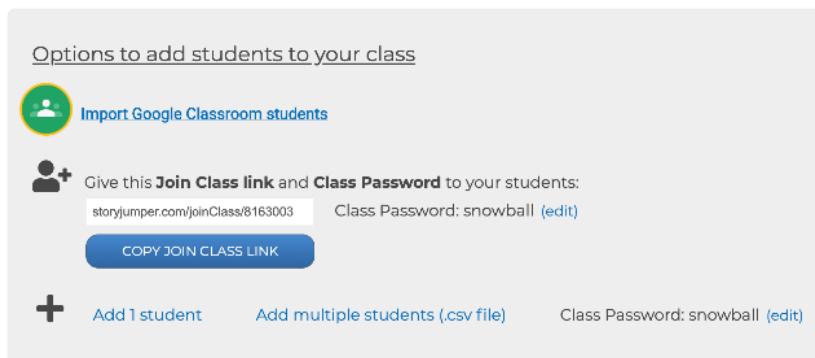 Options to add students to your class
Import Google Classroom students
Give this Join Class link and Class Password to your students:
storyjumper.com/joinClass/8163003 Class Password: snowball (edit)
COPY JOIN CLASS LINK
Add 1 student Add multiple students (.csv file) Class Password: snowball (edit)